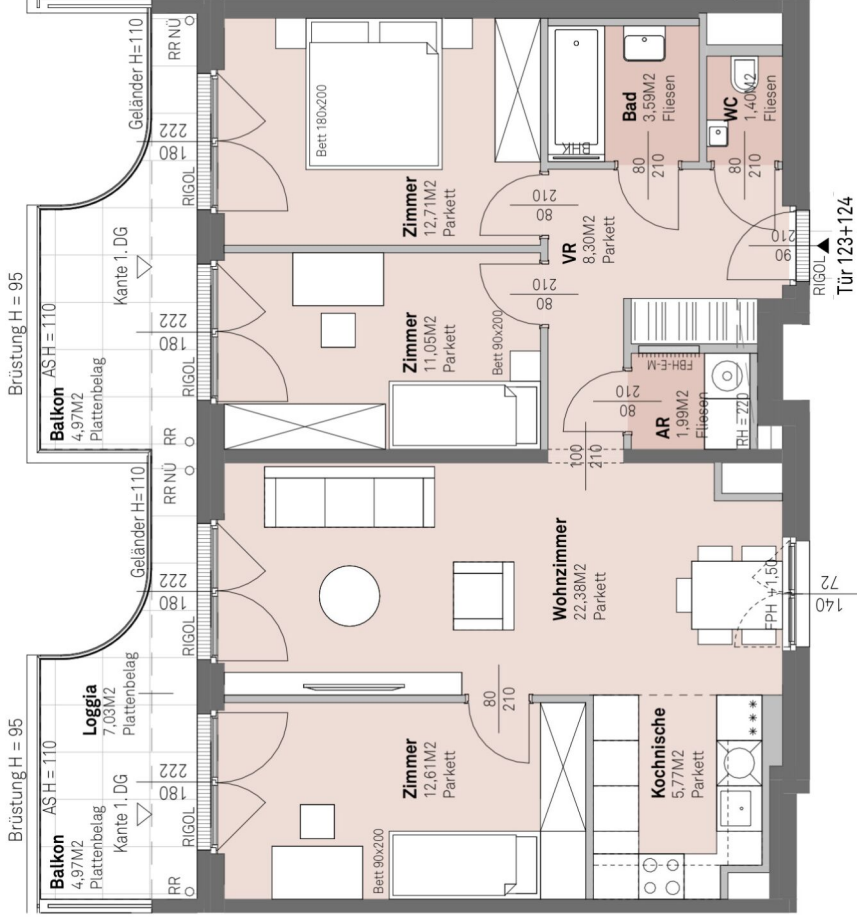 Brüstung H = 95
Balkon
4,97M2
Plattenbelag
AS H = 110
Kante 1. DG
Geländer H=110
RR
RR NÜ
RIGOL
180
222
RIGOL
180
222
Brüstung H = 95
Balkon
4,97M2
Plattenbelag
AS H = 110
Loggia
7,03M2
Plattenbelag
Kante 1. DG
Geländer H=110
RR
RR NÜ
RIGOL
180
222
RIGOL
180
222
Bett 180x200
Zimmer
12,71M2
Parkett
80
210
Zimmer
11,05M2
Parkett
Bett 90x200
80
210
Bad
3,59M2
Fliesen
BHK
80
210
WC
1,40M2
Fliesen
80
210
VR
8,30M2
Parkett
90
210
RIGOL
Tür 123+124
FBH-E-M
AR
1,99M2
Fliesen
RH = 220
80
210
100
210
Wohnzimmer
22,38M2
Parkett
FPH +1,50
140
72
80
210
Zimmer
12,61M2
Parkett
Bett 90x200
Kochnische
5,77M2
Parkett
***